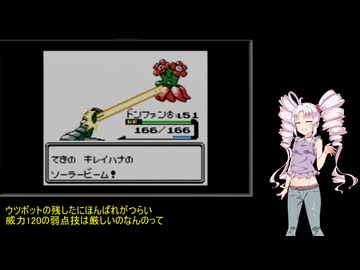 ドンファン♂:L51
HP
166/166
てきの キレイハナの
ソーラービーム!
ウツボットの残したにほんばれがつらい
威力120の弱点技は厳しいのなんのって